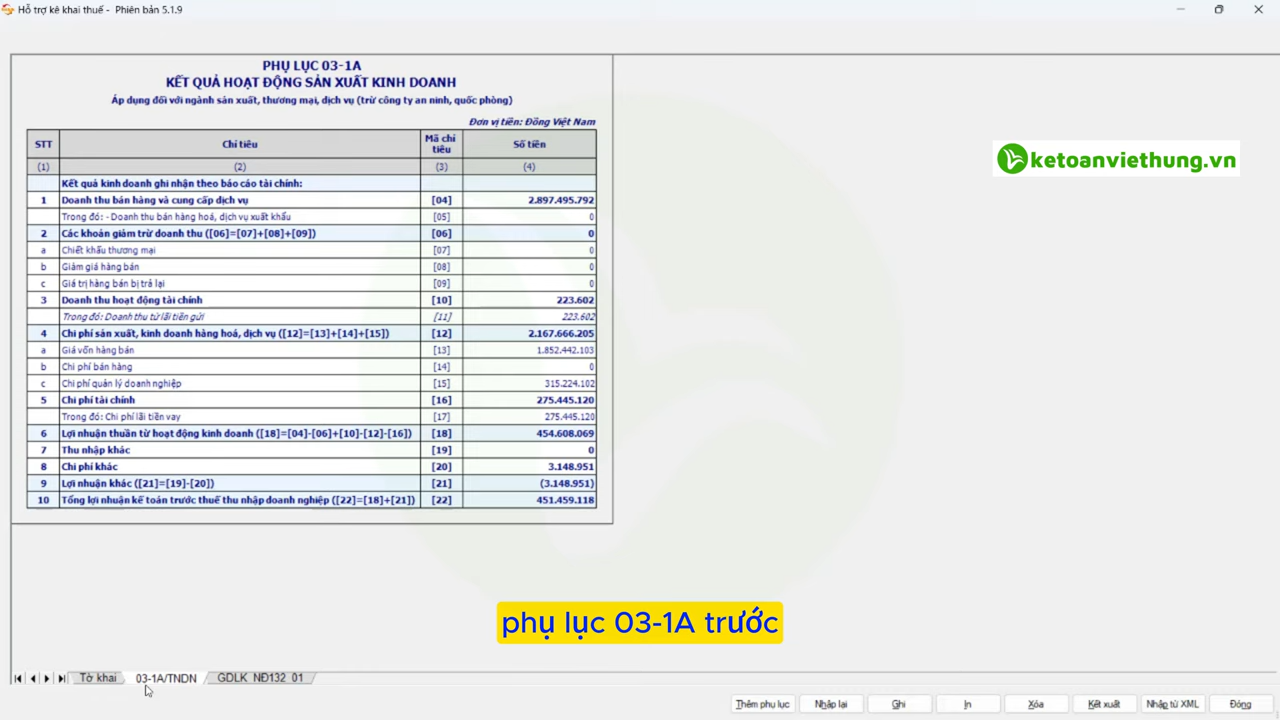 Hỗ trợ kê khai thuế - Phiên bản 5.1.9
PHỤ LỤC 03-1A
KẾT QUẢ HOẠT ĐỘNG SẢN XUẤT KINH DOANH
Áp dụng đối với ngành sản xuất, thương mại, dịch vụ (trừ công ty an ninh, quốc phòng)
Đơn vị tiền: Đồng Việt Nam
STT Chỉ tiêu Mã chỉ tiêu Số tiền
(1) (2) (3) (4)
Kết quả kinh doanh ghi nhận theo báo cáo tài chính:
1 Doanh thu bán hàng và cung cấp dịch vụ [04] 2.897.495.792
Trong đó: - Doanh thu bán hàng hoá, dịch vụ xuất khẩu [05] 0
2 Các khoản giảm trừ doanh thu ([06]=[07]+[08]+[09]) [06] 0
a Chiết khấu thương mại [07] 0
b Giảm giá hàng bán [08] 0
c Giá trị hàng bán bị trả lại [09] 0
3 Doanh thu hoạt động tài chính [10] 223.602
Trong đó: Doanh thu từ lãi tiền gửi [11] 223.602
4 Chi phí sản xuất, kinh doanh hàng hoá, dịch vụ ([12]=[13]+[14]+[15]) [12] 2.167.666.205
a Giá vốn hàng bán [13] 1.852.442.103
b Chi phí bán hàng [14] 0
c Chi phí quản lý doanh nghiệp [15] 315.224.102
5 Chi phí tài chính [16] 275.445.120
Trong đó: Chi phí lãi tiền vay [17] 275.445.120
6 Lợi nhuận thuần từ hoạt động kinh doanh ([18]=[04]-[06]+[10]-[12]-[16]) [18] 454.608.069
7 Thu nhập khác [19] 0
8 Chi phí khác [20] 3.148.951
9 Lợi nhuận khác ([21]=[19]-[20]) [21] (3.148.951)
10 Tổng lợi nhuận kế toán trước thuế thu nhập doanh nghiệp ([22]=[18]+[21]) [22] 451.459.118
ketoanviethung.vn
phụ lục 03-1A trước
Tờ khai 03-1A/TNDN GDLK_NĐ132_01
Thêm phụ lục Nhập lại Ghi In Xóa Kết xuất Nhập từ XML Đóng